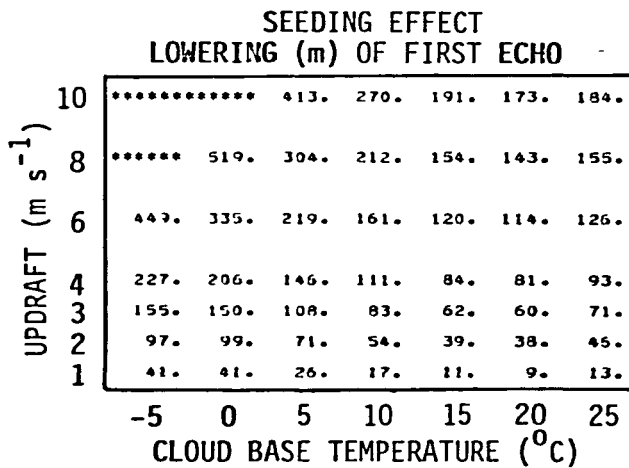 SEEDING EFFECT
LOWERING (m) OF FIRST ECHO
UPDRAFT (m s⁻¹)
10 ************ 413. 270. 191. 173. 184.
8 ****** 519. 304. 212. 154. 143. 155.
6 335. 219. 161. 120. 114. 126.
4 227. 206. 146. 111. 84. 81. 93.
3 155. 150. 108. 83. 62. 60. 71.
2 97. 99. 71. 54. 39. 38. 45.
1 41. 41. 26. 17. 11. 9. 13.
-5 0 5 10 15 20 25
CLOUD BASE TEMPERATURE (°C)